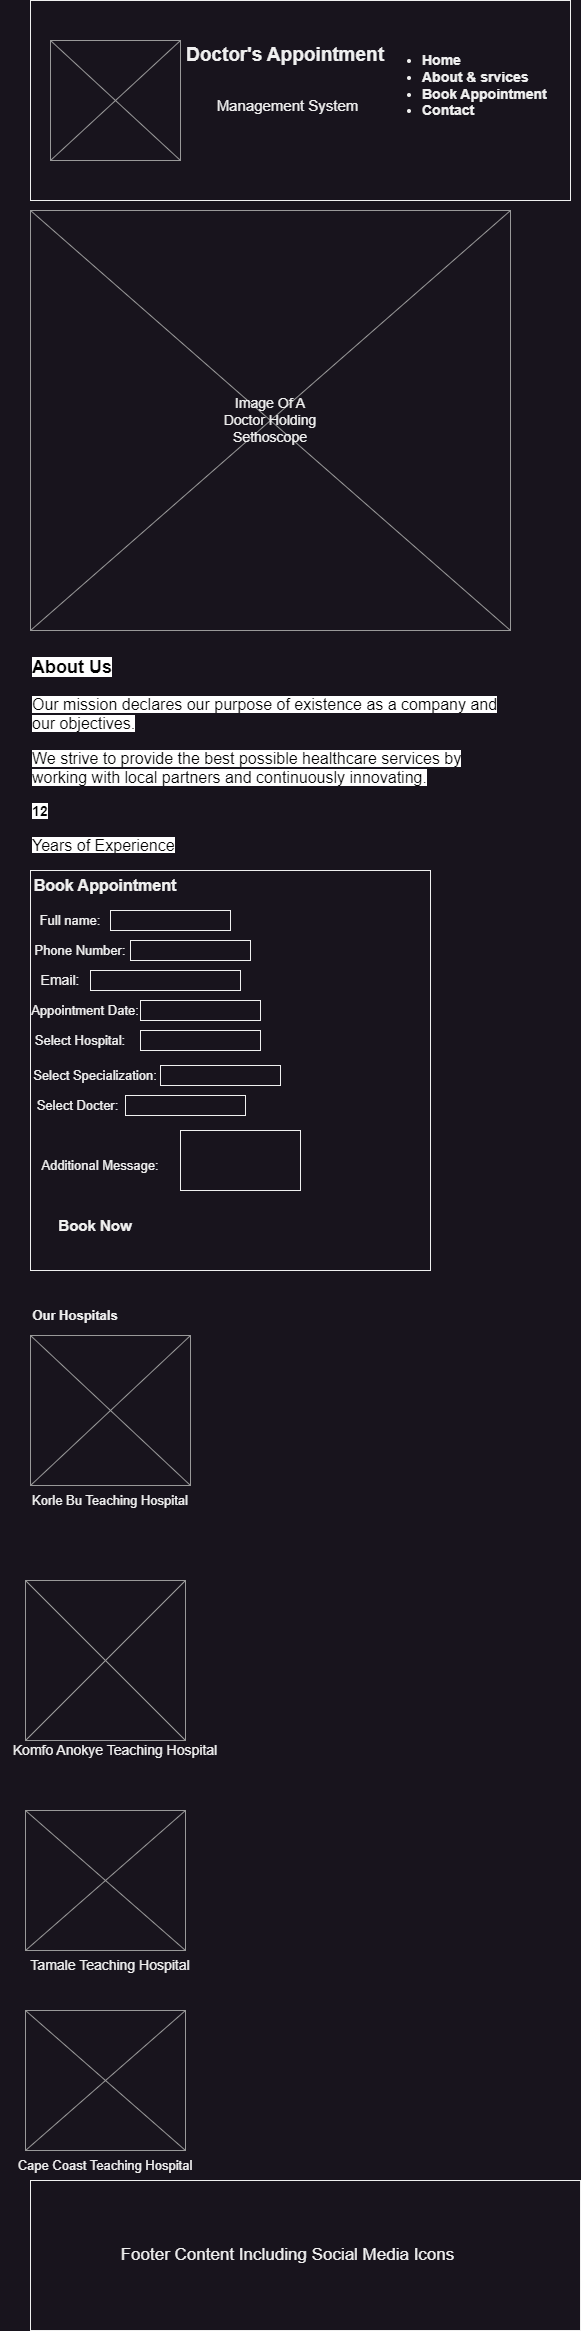 Doctor's Appointment
Management System
Home
About & srvices
Book Appointment
Contact
Image Of A
Doctor Holding
Sethoscope
About Us
Our mission declares our purpose of existence as a company and
our objectives.
We strive to provide the best possible healthcare services by
working with local partners and continuously innovating.
12
Years of Experience
Book Appointment
Full name:
Phone Number:
Email:
Appointment Date:
Select Hospital:
Select Specialization:
Select Docter:
Additional Message:
Book Now
Our Hospitals
Korle Bu Teaching Hospital
Komfo Anokye Teaching Hospital
Tamale Teaching Hospital
Cape Coast Teaching Hospital
Footer Content Including Social Media Icons